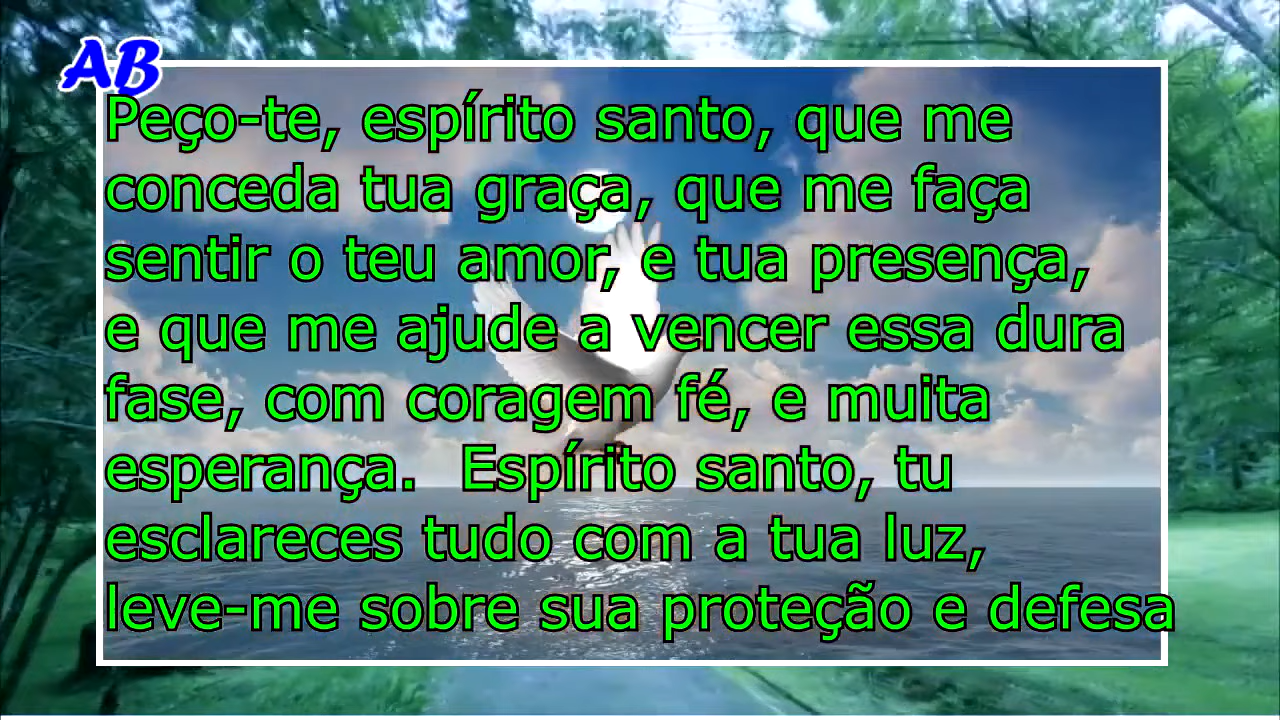 AB
Peço-te, espírito santo, que me
conceda tua graça, que me faça
sentir o teu amor, e tua presença,
e que me ajude a vencer essa dura
fase, com coragem fé, e muita
esperança.  Espírito santo, tu
esclareces tudo com a tua luz,
leve-me sobre sua proteção e defesa